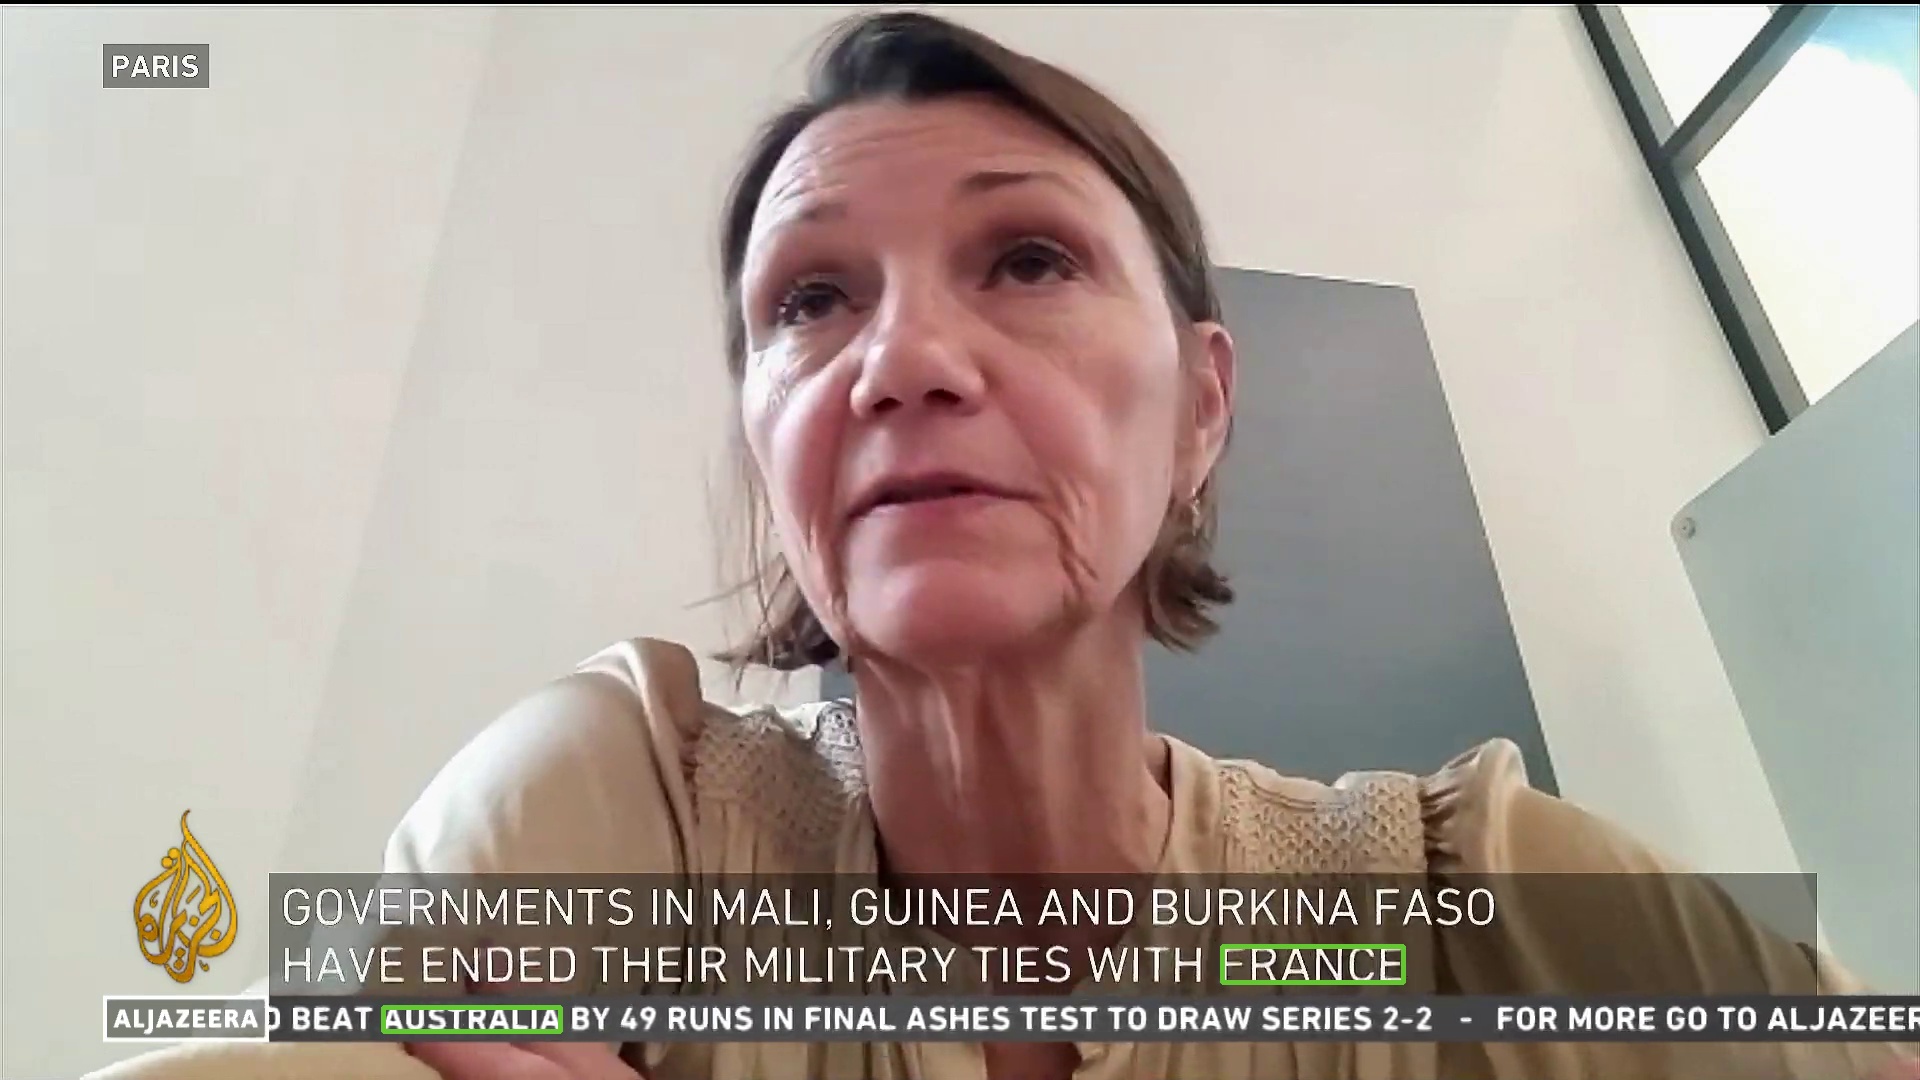 PARIS
GOVERNMENTS IN MALI, GUINEA AND BURKINA FASO
HAVE ENDED THEIR MILITARY TIES WITH FRANCE
ALJAZEERA
BEAT AUSTRALIA BY 49 RUNS IN FINAL ASHES TEST TO DRAW SERIES 2-2 - FOR MORE GO TO ALJAZEER